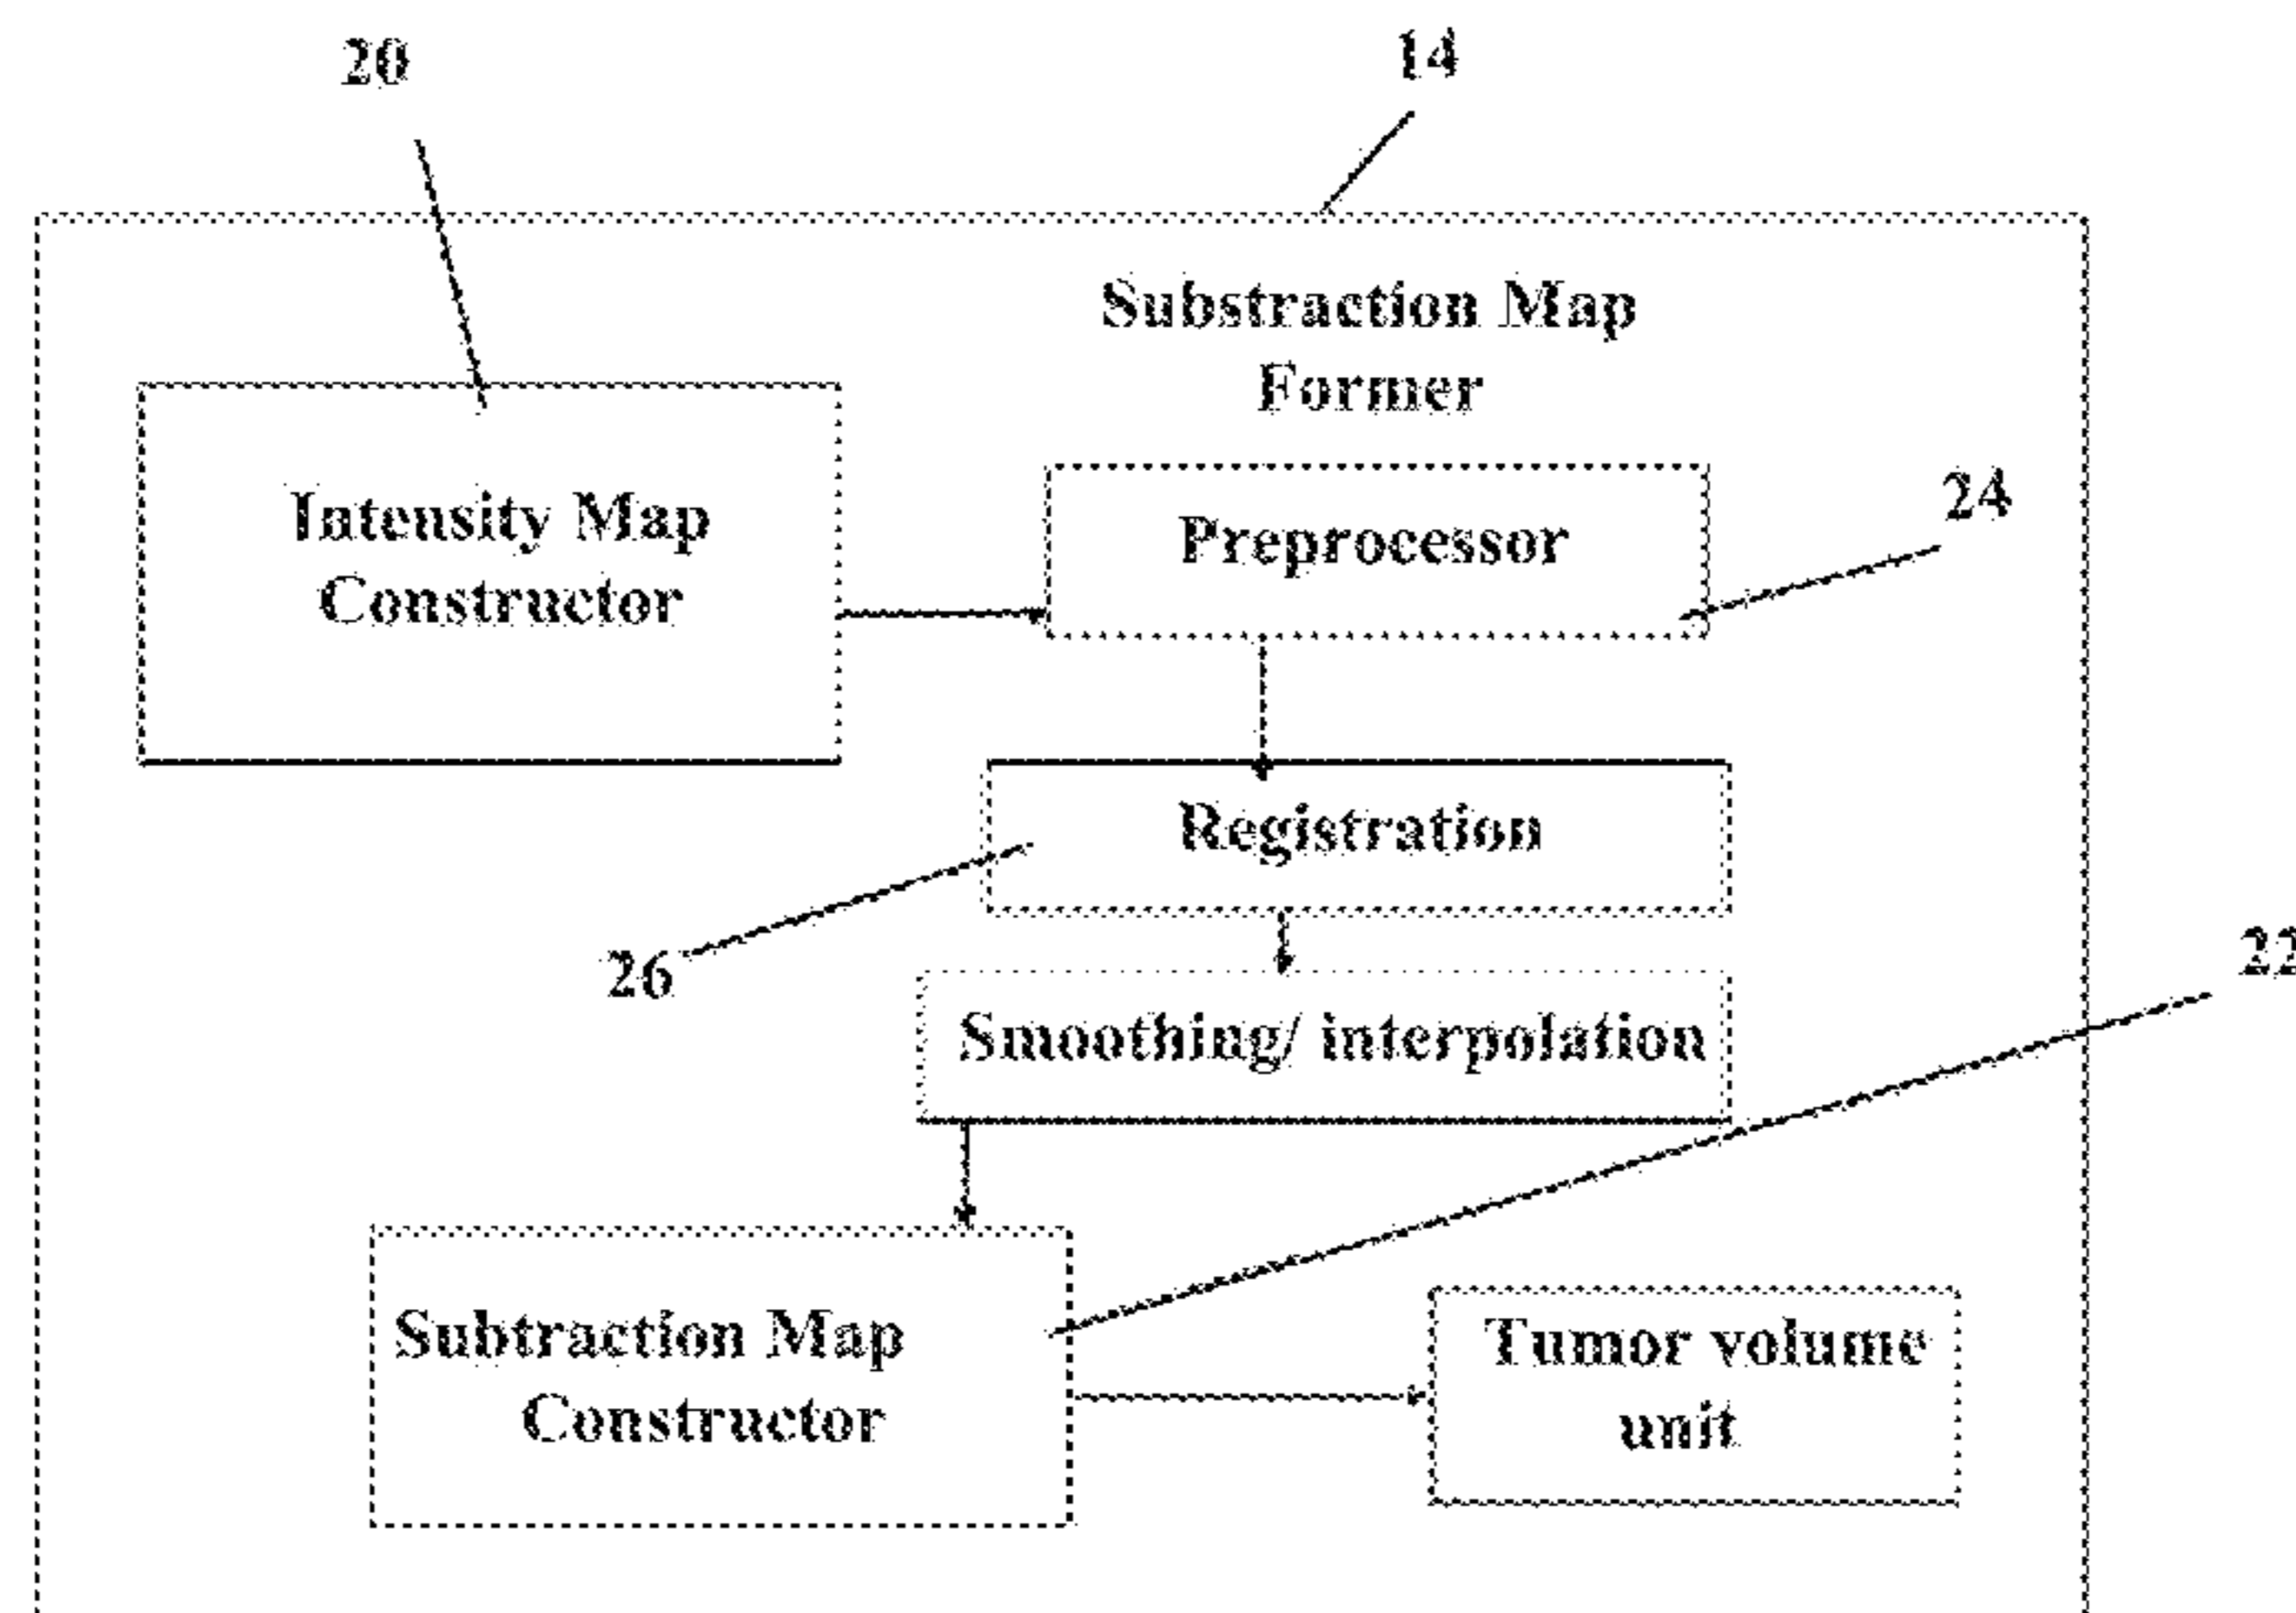 20
14
Substraction Map
Former
Intensity Map
Constructor
Preprocessor
24
Registration
26
22
Smoothing/ interpolation
Subtraction Map
Constructor
Tumor volume
unit